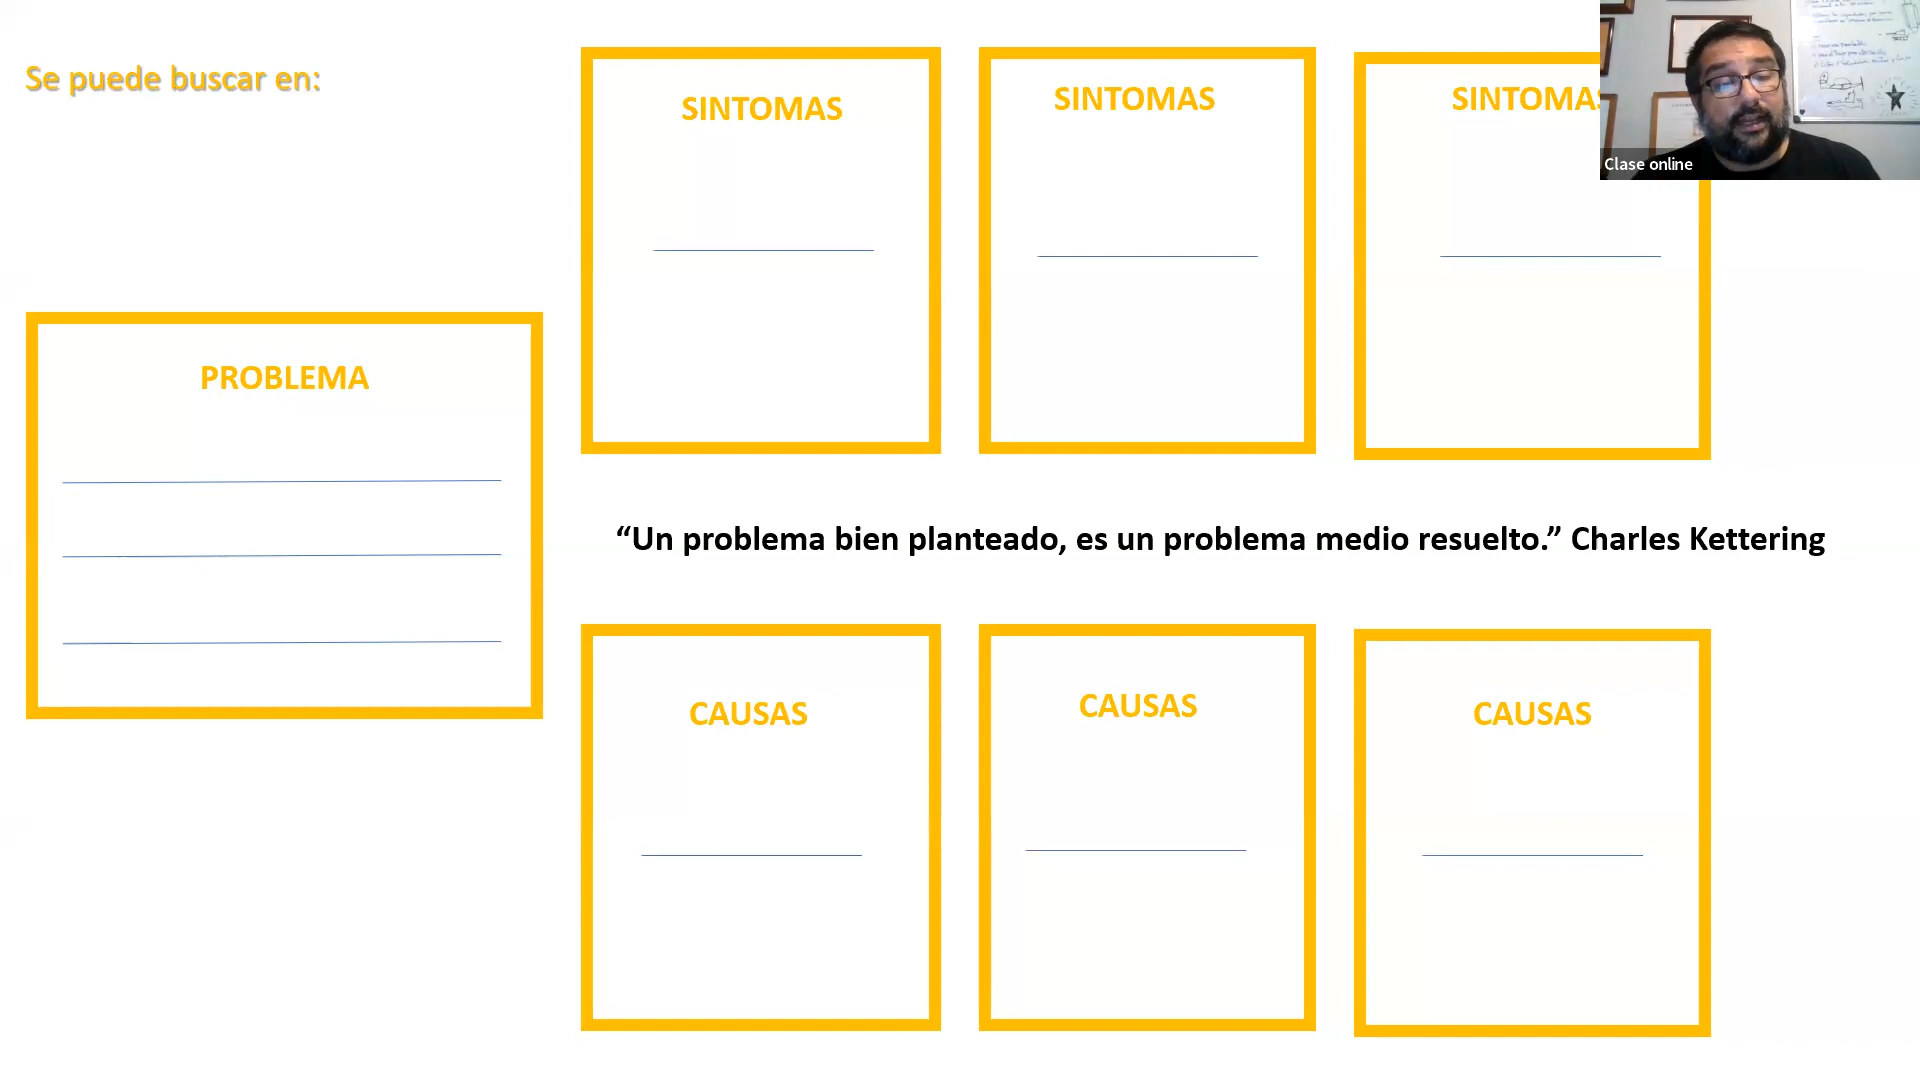 Se puede buscar en:
SINTOMAS
SINTOMAS
SINTOMAS
Clase online
PROBLEMA
“Un problema bien planteado, es un problema medio resuelto.” Charles Kettering
CAUSAS
CAUSAS
CAUSAS